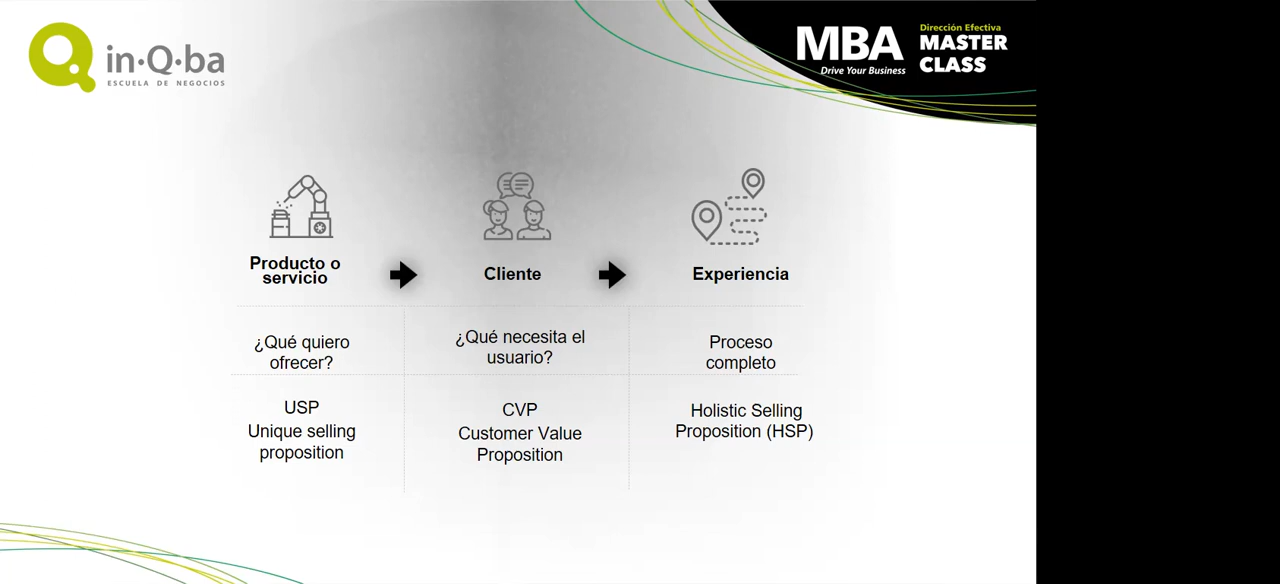 in·Q·ba
ESCUELA DE NEGOCIOS
MBA
Drive Your Business
Dirección Efectiva
MASTER
CLASS
Producto o
servicio
Cliente
Experiencia
¿Qué quiero
ofrecer?
¿Qué necesita el
usuario?
Proceso
completo
USP
Unique selling
proposition
CVP
Customer Value
Proposition
Holistic Selling
Proposition (HSP)